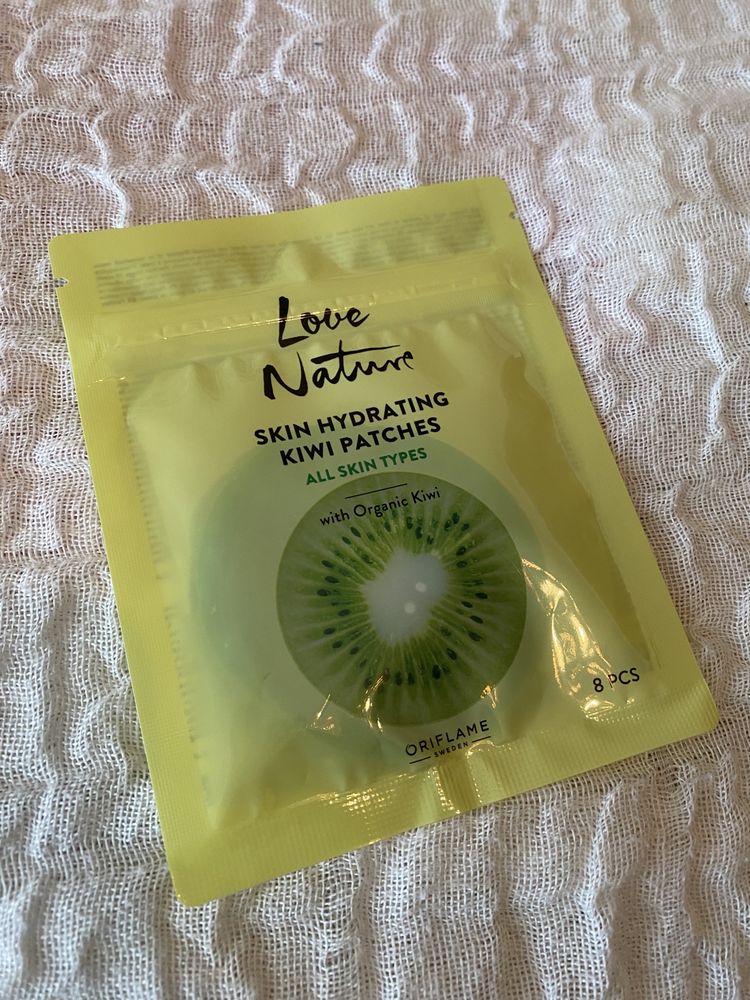 Love
Nature
SKIN HYDRATING
KIWI PATCHES
ALL SKIN TYPES
with Organic Kiwi
8 PCS
ORIFLAME
SWEDEN